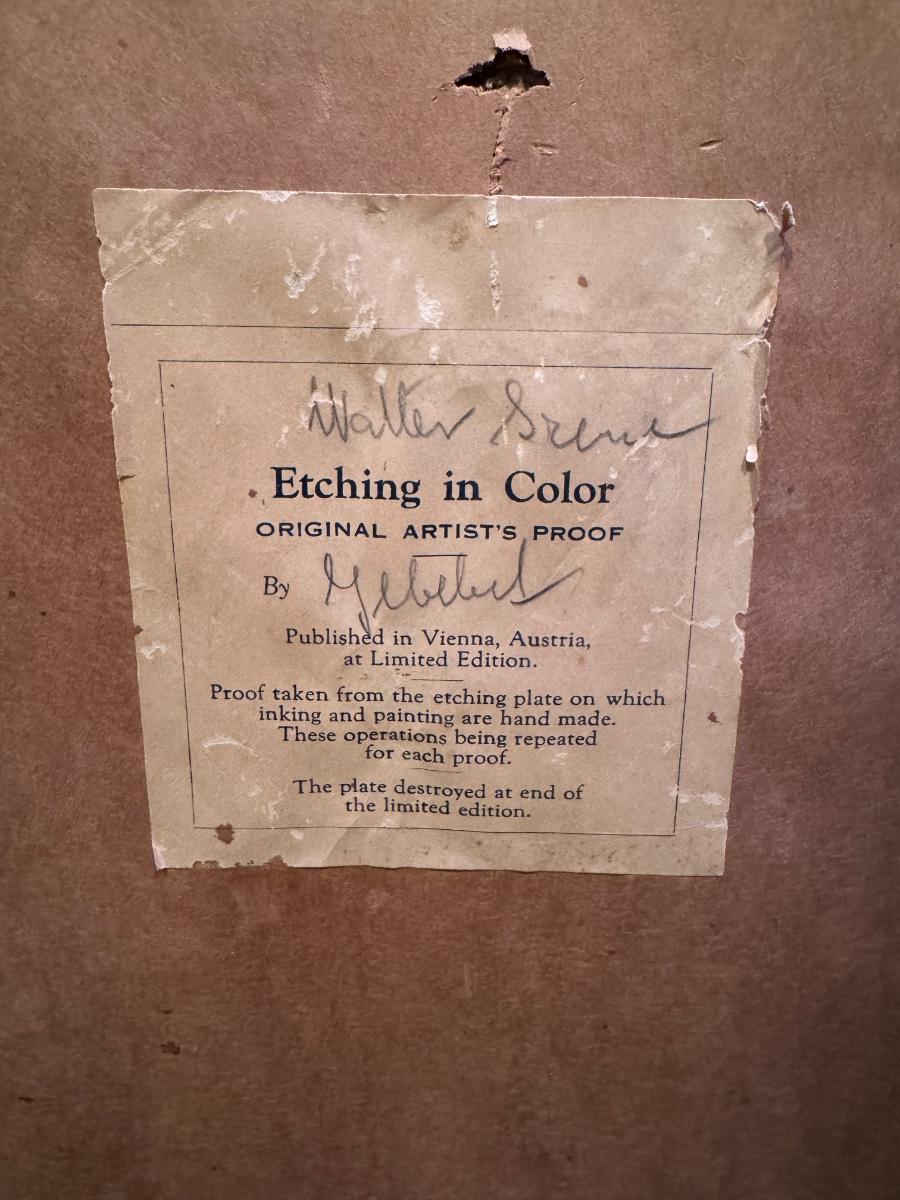 Etching in Color
ORIGINAL ARTIST'S PROOF
By
Published in Vienna, Austria,
at Limited Edition.
Proof taken from the etching plate on which
inking and painting are hand made.
These operations being repeated
for each proof.
The plate destroyed at end of
the limited edition.